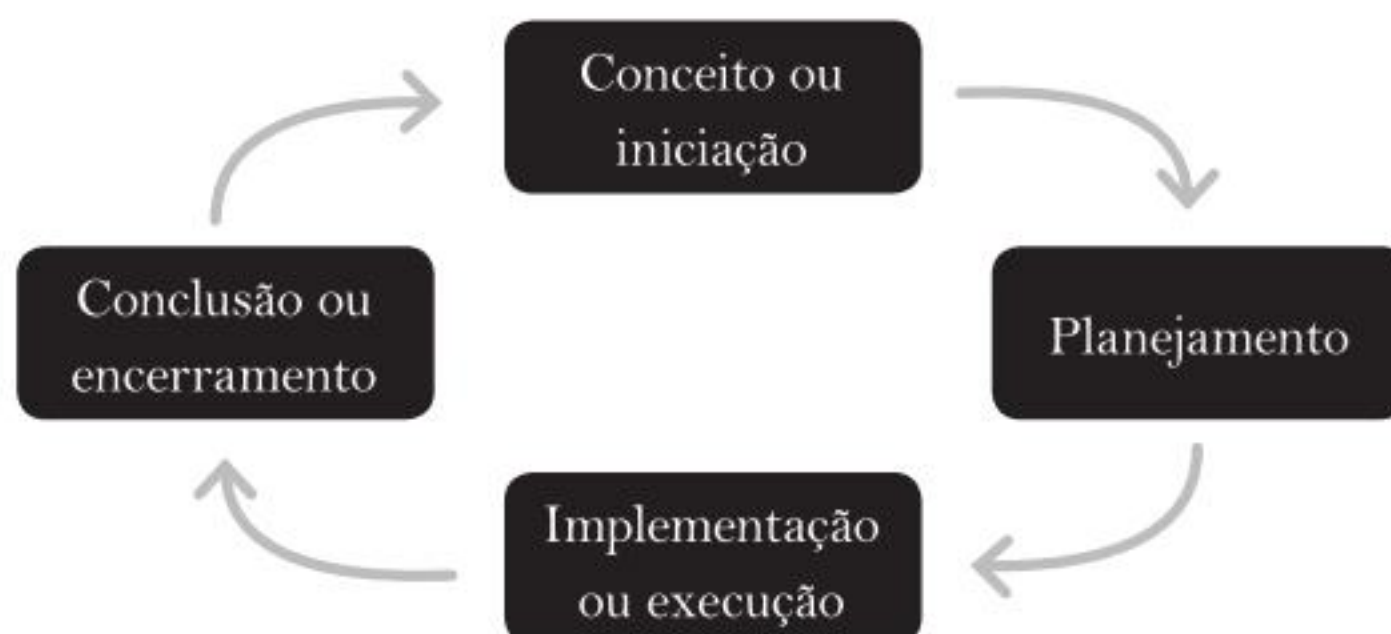 Conceito ou
iniciação
Planejamento
Implementação
ou execução
Conclusão ou
encerramento